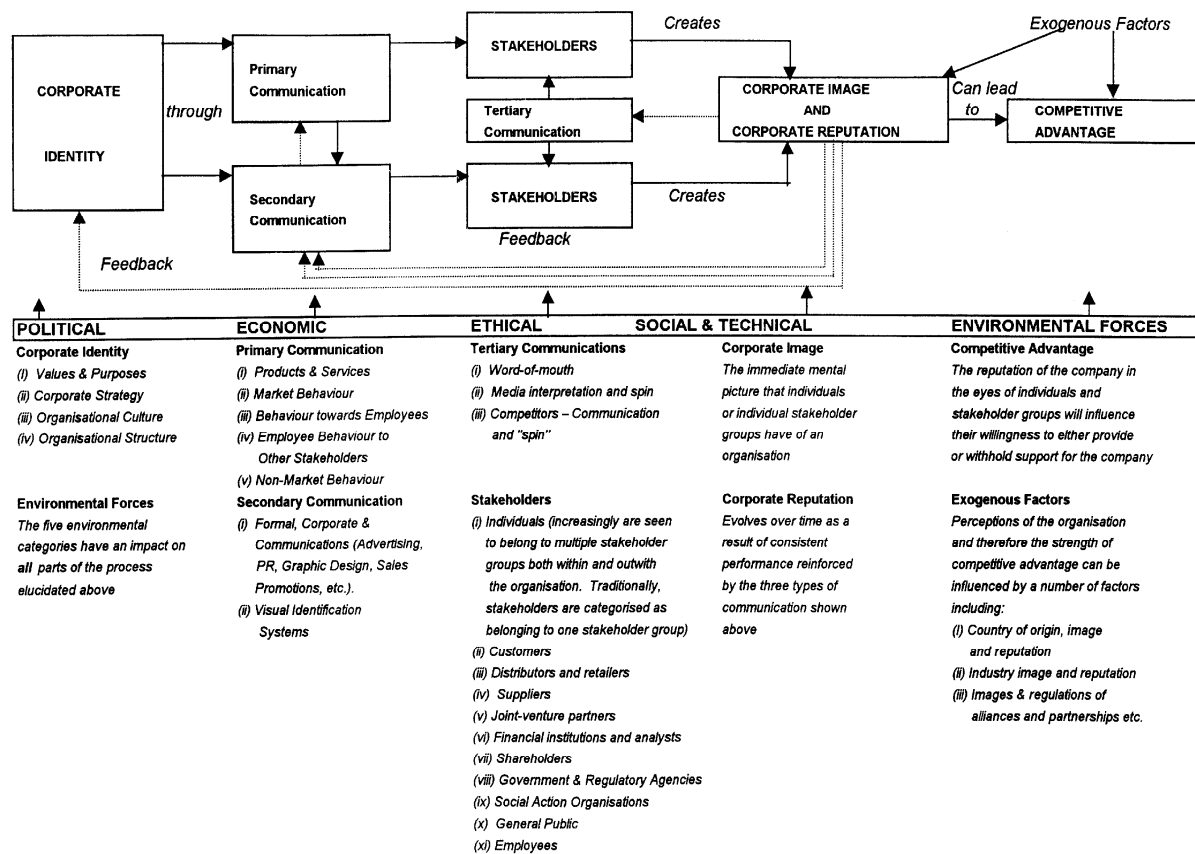 Creates
Exogenous Factors
STAKEHOLDERS
Primary
Communication
CORPORATE
IDENTITY
through
Tertiary
Communication
CORPORATE IMAGE
AND
CORPORATE REPUTATION
Can lead
to
COMPETITIVE
ADVANTAGE
Secondary
Communication
STAKEHOLDERS
Creates
Feedback
Feedback
POLITICAL
ECONOMIC
ETHICAL
SOCIAL & TECHNICAL
ENVIRONMENTAL FORCES
Corporate Identity
(I) Values & Purposes
(ii) Corporate Strategy
(iii) Organisational Culture
(iv) Organisational Structure
Environmental Forces
The five environmental
categories have an impact on
all parts of the process
elucidated above
Primary Communication
(i) Products & Services
(ii) Market Behaviour
(iii) Behaviour towards Employees
(iv) Employee Behaviour to
Other Stakeholders
(v) Non-Market Behaviour
Secondary Communication
(i) Formal, Corporate &
Communications (Advertising,
PR, Graphic Design, Sales
Promotions, etc.).
(ii) Visual Identification
Systems
Tertiary Communications
(i) Word-of-mouth
(ii) Media interpretation and spin
(iii) Competitors – Communication
and "spin"
Stakeholders
(i) Individuals (increasingly are seen
to belong to multiple stakeholder
groups both within and outwith
the organisation. Traditionally,
stakeholders are categorised as
belonging to one stakeholder group)
(ii) Customers
(iii) Distributors and retailers
(iv) Suppliers
(v) Joint-venture partners
(vi) Financial institutions and analysts
(vii) Shareholders
(viii) Government & Regulatory Agencies
(ix) Social Action Organisations
(x) General Public
(xi) Employees
Corporate Image
The immediate mental
picture that individuals
or individual stakeholder
groups have of an
organisation
Corporate Reputation
Evolves over time as a
result of consistent
performance reinforced
by the three types of
communication shown
above
Competitive Advantage
The reputation of the company in
the eyes of individuals and
stakeholder groups will influence
their willingness to either provide
or withhold support for the company
Exogenous Factors
Perceptions of the organisation
and therefore the strength of
competitive advantage can be
influenced by a number of factors
including:
(I) Country of origin, image
and reputation
(ii) Industry image and reputation
(iii) Images & regulations of
alliances and partnerships etc.